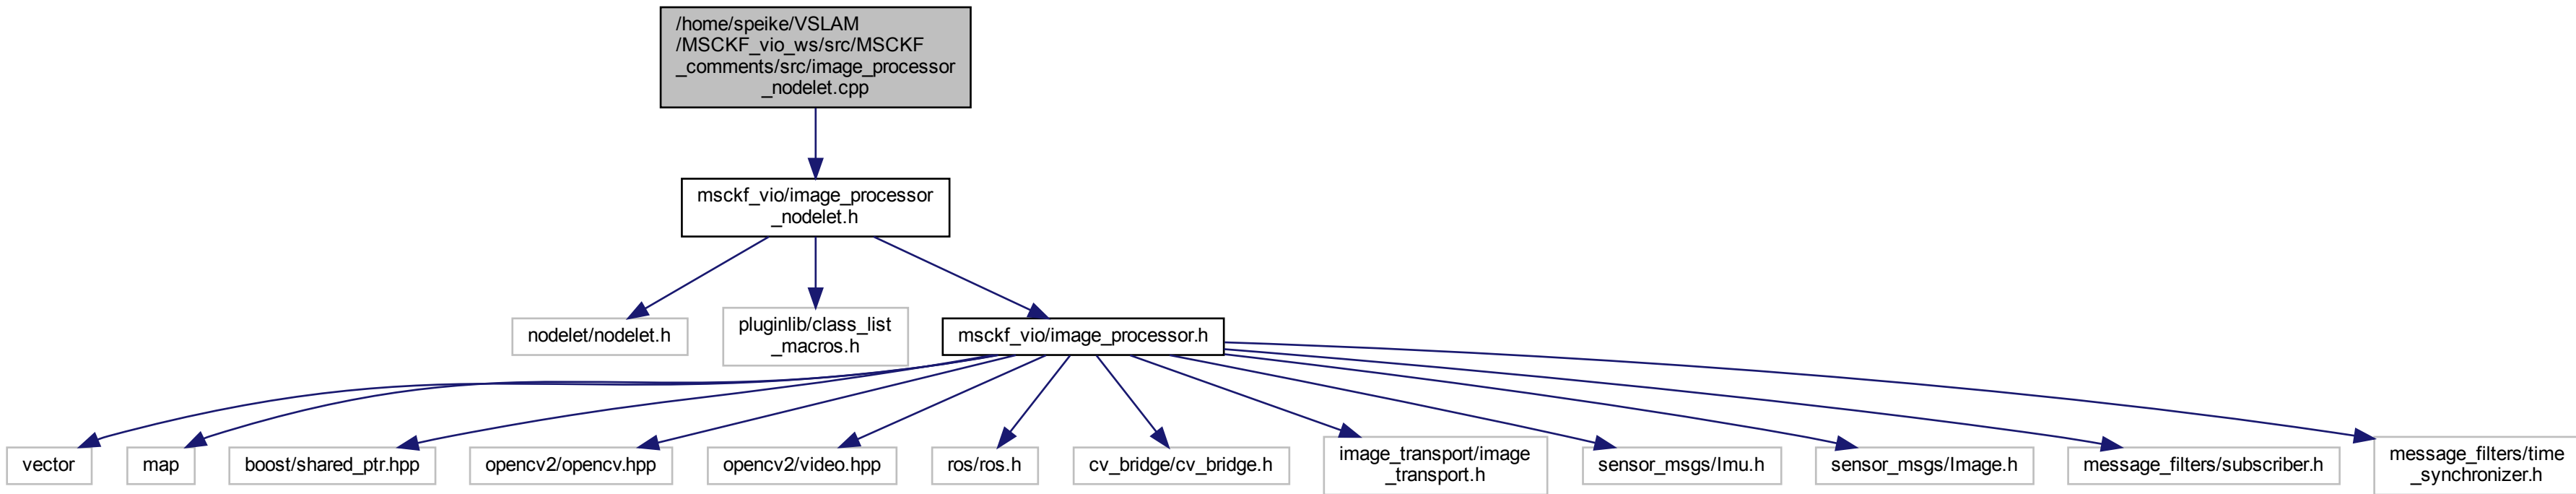 /home/speike/VSLAM
/MSCKF_vio_ws/src/MSCKF
_comments/src/image_processor
_nodelet.cpp
msckf_vio/image_processor
_nodelet.h
nodelet/nodelet.h
pluginlib/class_list
_macros.h
msckf_vio/image_processor.h
vector
map
boost/shared_ptr.hpp
opencv2/opencv.hpp
opencv2/video.hpp
ros/ros.h
cv_bridge/cv_bridge.h
image_transport/image
_transport.h
sensor_msgs/Imu.h
sensor_msgs/Image.h
message_filters/subscriber.h
message_filters/time
_synchronizer.h